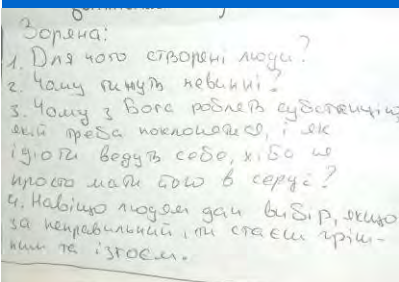 Зоряна:
1. Для чого створені люди?
2. Чому гинуть невинні?
3. Чому з Бога роблять субстанцію,
якій треба поклонятися, і як
ідіоти ведуть себе, хіба не
просто мати його в серці?
4. Навіщо людям дали вибір, якщо
за неправильний, ти стаєш гріш-
ним та ізгоєм.